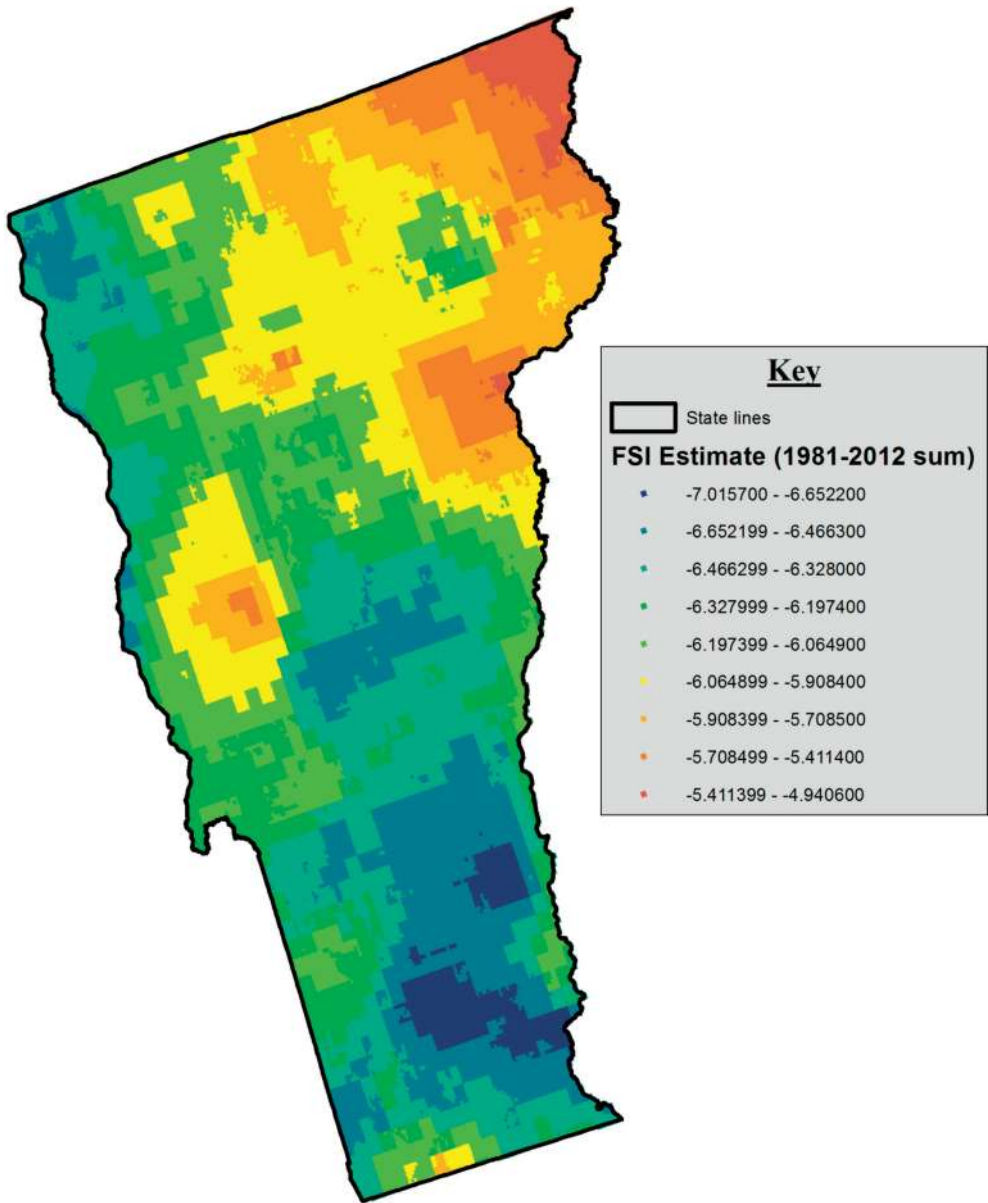 Key
State lines
FSI Estimate (1981-2012 sum)
-7.015700 - -6.652200
-6.652199 - -6.466300
-6.466299 - -6.328000
-6.327999 - -6.197400
-6.197399 - -6.064900
-6.064899 - -5.908400
-5.908399 - -5.708500
-5.708499 - -5.411400
-5.411399 - -4.940600